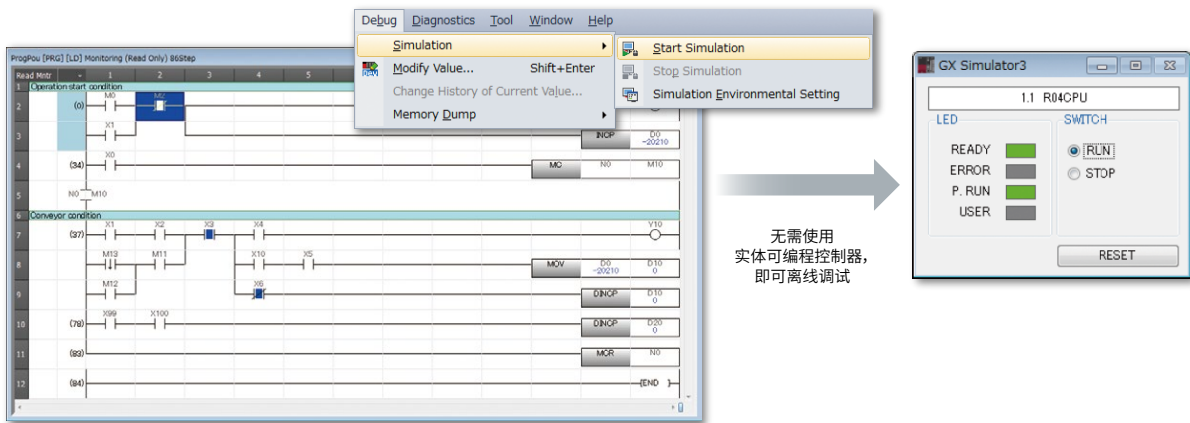 Debug Diagnostics Tool Window Help
Simulation
Modify Value... Shift+Enter
Change History of Current Value...
Memory Dump
Start Simulation
Stop Simulation
Simulation Environmental Setting
ProgPou [PRG] [LD] Monitoring (Read Only) 86Step
Read Mntr 1 2 3 4 5
1 Operation start condition
M0 M2
2 (0)
X1
3 INCP D0
-20210
X0
4 (34) MC N0 M10
5 N0 M10
6 Conveyor condition
X1 X2 X3 X4 Y10
7 (37)
M13 M11 X10 X5
8 MOV D0 D10
-20210 0
M12 X6
9 DINCP D10
0
X99 X100
10 (78) DINCP D20
0
11 (83) MCR N0
12 (84) END
无需使用
实体可编程控制器，
即可离线调试
GX Simulator3
1.1 R04CPU
LED SWITCH
READY RUN
ERROR STOP
P. RUN
USER
RESET